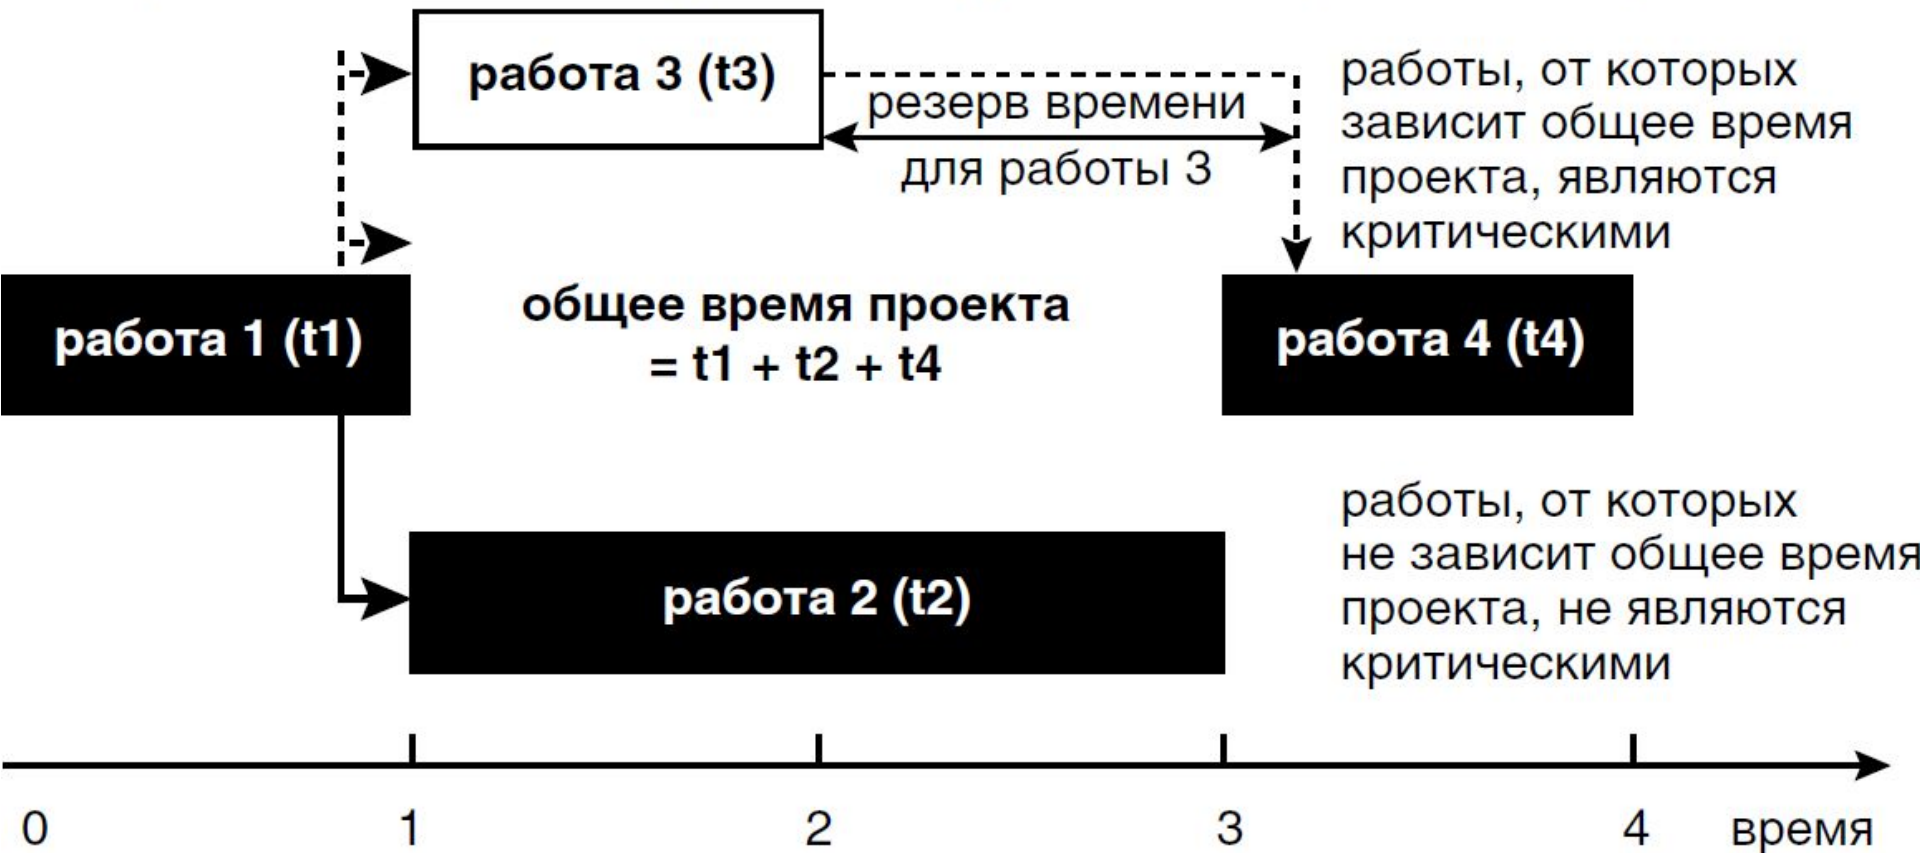 работа 3 (t3)
резерв времени
для работы 3
работы, от которых
зависит общее время
проекта, являются
критическими
работа 1 (t1)
общее время проекта
= t1 + t2 + t4
работа 4 (t4)
работа 2 (t2)
работы, от которых
не зависит общее время
проекта, не являются
критическими
0 1 2 3 4 время